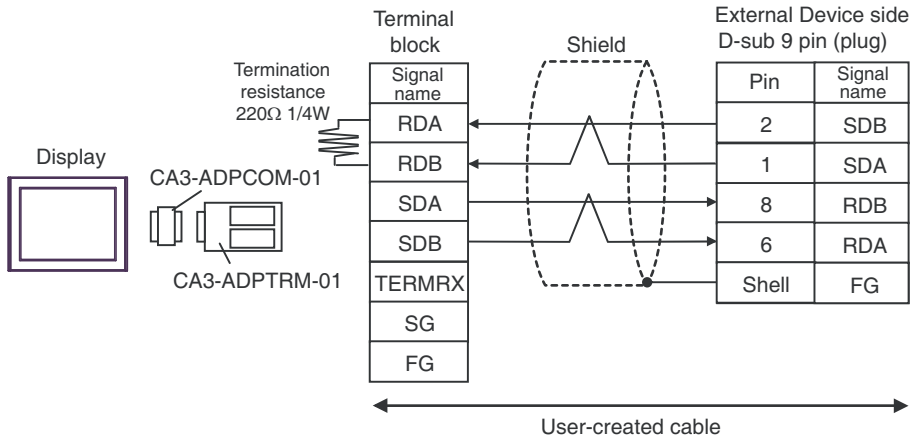 Terminal
block
External Device side
D-sub 9 pin (plug)
Shield
Termination
resistance
220Ω 1/4W
Signal
name
Pin
Signal
name
RDA
2
SDB
RDB
1
SDA
Display
CA3-ADPCOM-01
SDA
8
RDB
SDB
6
RDA
CA3-ADPTRM-01
TERMRX
Shell
FG
SG
FG
User-created cable